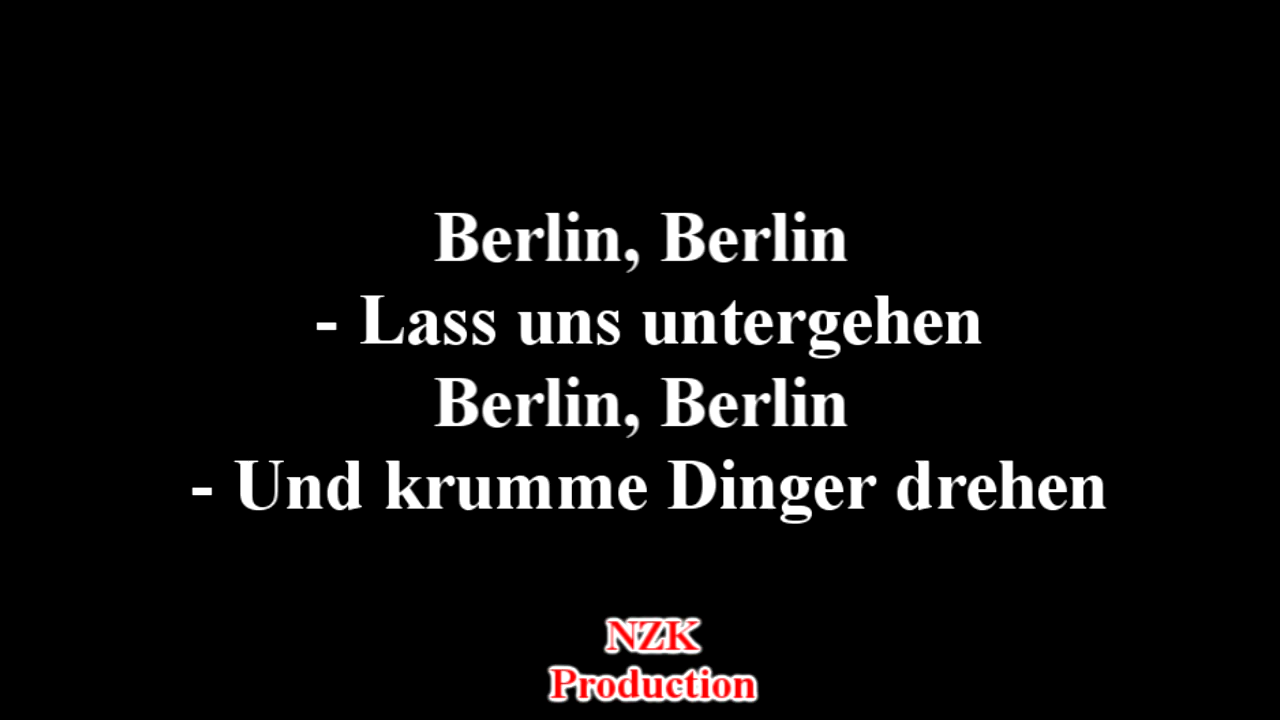 Berlin, Berlin
- Lass uns untergehen
Berlin, Berlin
- Und krumme Dinger drehen
NZK
Production